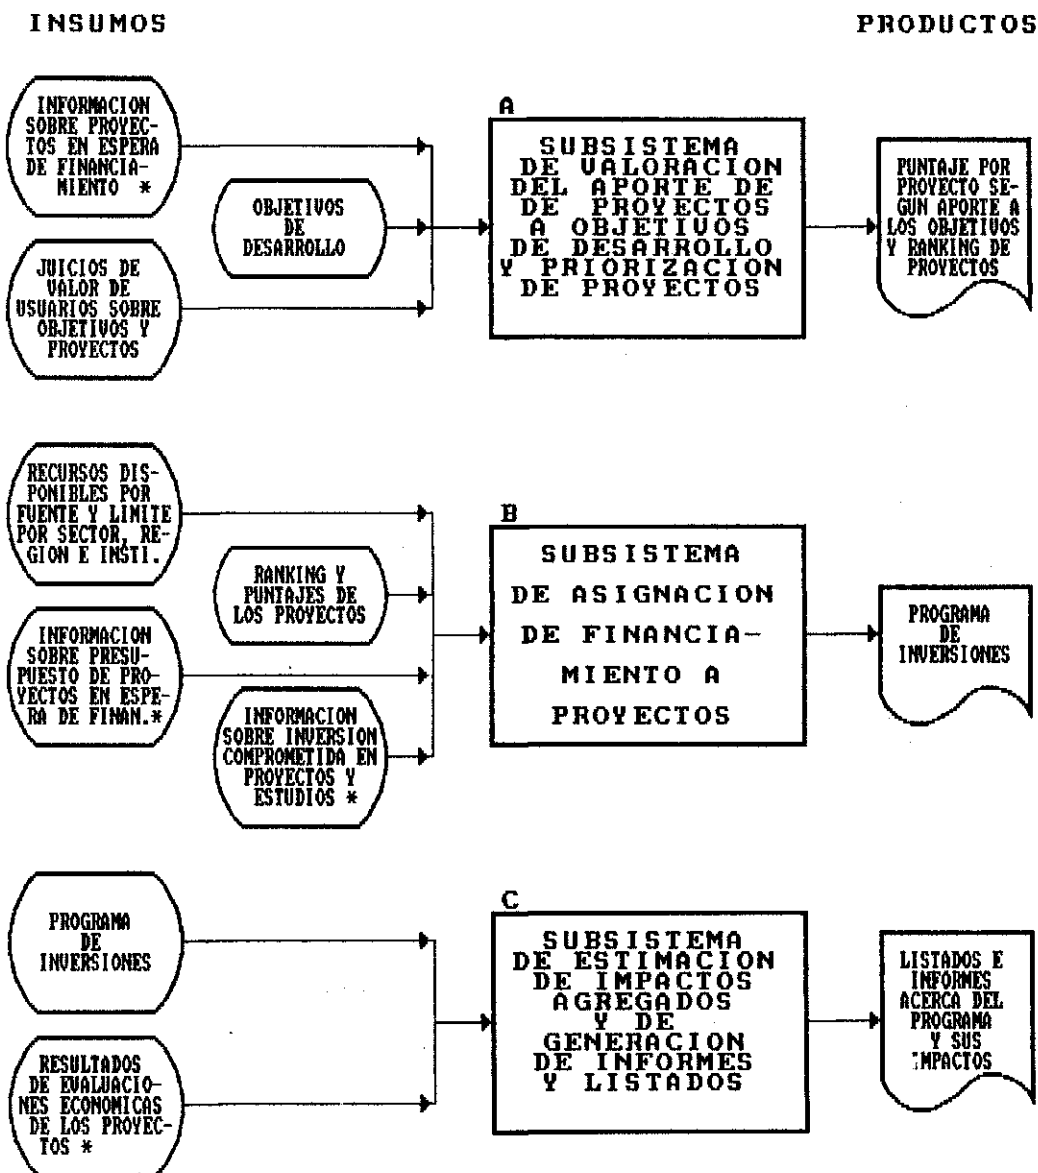 INSUMOS
PRODUCTOS
INFORMACION
SOBRE PROYEC-
TOS EN ESPERA
DE FINANCIA-
MIENTO *
OBJETIVOS
DE
DESARROLLO
JUICIOS DE
VALOR DE
USUARIOS SOBRE
OBJETIVOS Y
PROYECTOS
A
SUBSISTEMA
DE VALORACION
DEL APORTE DE
DE PROYECTOS
A OBJETIVOS
DE DESARROLLO
Y PRIORIZACION
DE PROYECTOS
PUNTAJE POR
PROYECTO SE-
GUN APORTE A
LOS OBJETIVOS
Y RANKING DE
PROYECTOS
RECURSOS DIS-
PONIBLES POR
FUENTE Y LIMITE
POR SECTOR, RE-
GION E INSTI.
RANKING Y
PUNTAJES DE
LOS PROYECTOS
INFORMACION
SOBRE PRESU-
PUESTO DE PRO-
YECTOS EN ESPE-
RA DE FINAN.*
INFORMACION
SOBRE INVERSION
COMPROMETIDA EN
PROYECTOS Y
ESTUDIOS *
B
SUBSISTEMA
DE ASIGNACION
DE FINANCIA-
MIENTO A
PROYECTOS
PROGRAMA
DE
INVERSIONES
PROGRAMA
DE
INVERSIONES
RESULTADOS
DE EVALUACIO-
NES ECONOMICAS
DE LOS PROYEC-
TOS *
C
SUBSISTEMA
DE ESTIMACION
DE IMPACTOS
AGREGADOS
Y DE
GENERACION
DE INFORMES
Y LISTADOS
LISTADOS E
INFORMES
ACERCA DEL
PROGRAMA
Y SUS
IMPACTOS